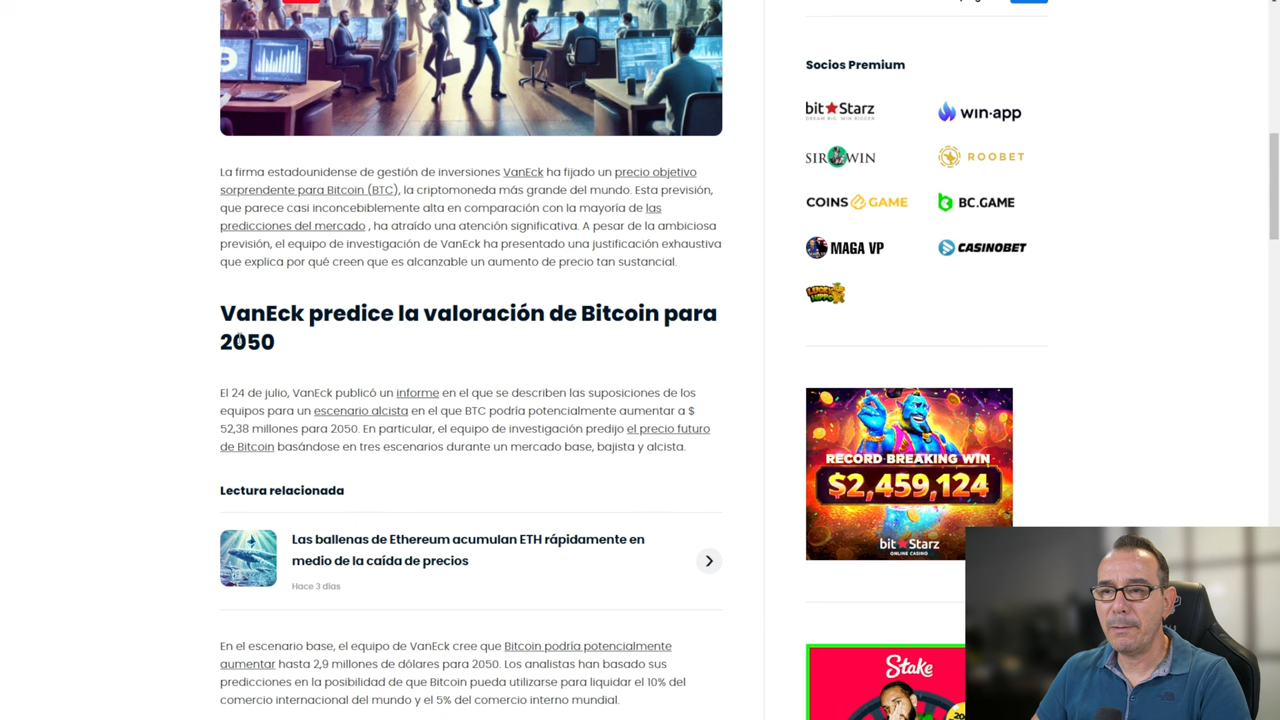 La firma estadounidense de gestión de inversiones VanEck ha fijado un precio objetivo
sorprendente para Bitcoin (BTC), la criptomoneda más grande del mundo. Esta previsión,
que parece casi inconcebiblemente alta en comparación con la mayoría de las
predicciones del mercado , ha atraído una atención significativa. A pesar de la ambiciosa
previsión, el equipo de investigación de VanEck ha presentado una justificación exhaustiva
que explica por qué creen que es alcanzable un aumento de precio tan sustancial.
VanEck predice la valoración de Bitcoin para
2050
El 24 de julio, VanEck publicó un informe en el que se describen las suposiciones de los
equipos para un escenario alcista en el que BTC podría potencialmente aumentar a $
52,38 millones para 2050. En particular, el equipo de investigación predijo el precio futuro
de Bitcoin basándose en tres escenarios durante un mercado base, bajista y alcista.
Lectura relacionada
Las ballenas de Ethereum acumulan ETH rápidamente en
medio de la caída de precios
Hace 3 días
En el escenario base, el equipo de VanEck cree que Bitcoin podría potencialmente
aumentar hasta 2,9 millones de dólares para 2050. Los analistas han basado sus
predicciones en la posibilidad de que Bitcoin pueda utilizarse para liquidar el 10% del
comercio internacional del mundo y el 5% del comercio interno mundial.
Socios Premium
bitStarz
DREAM BIG. WIN BIGGER
win·app
SIR WIN
ROOBET
COINS GAME
BC.GAME
MAGA VP
CASINOBET
LUCKY
HIPPO
RECORD BREAKING WIN
$2,459,124
bitStarz
ONLINE CASINO
Stake